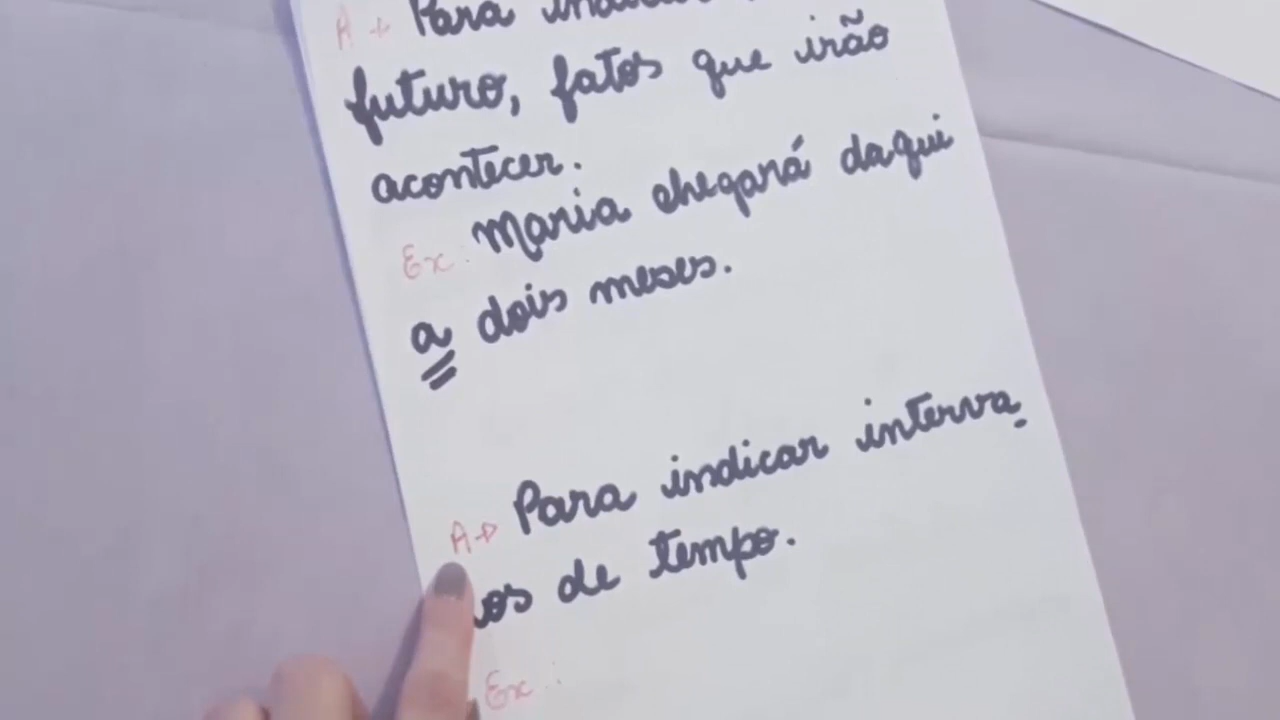 A → Para
futuro, fatos que irão
acontecer.
Ex: Maria chegará daqui
a dois meses.
A → Para indicar interva
los de tempo.
Ex: